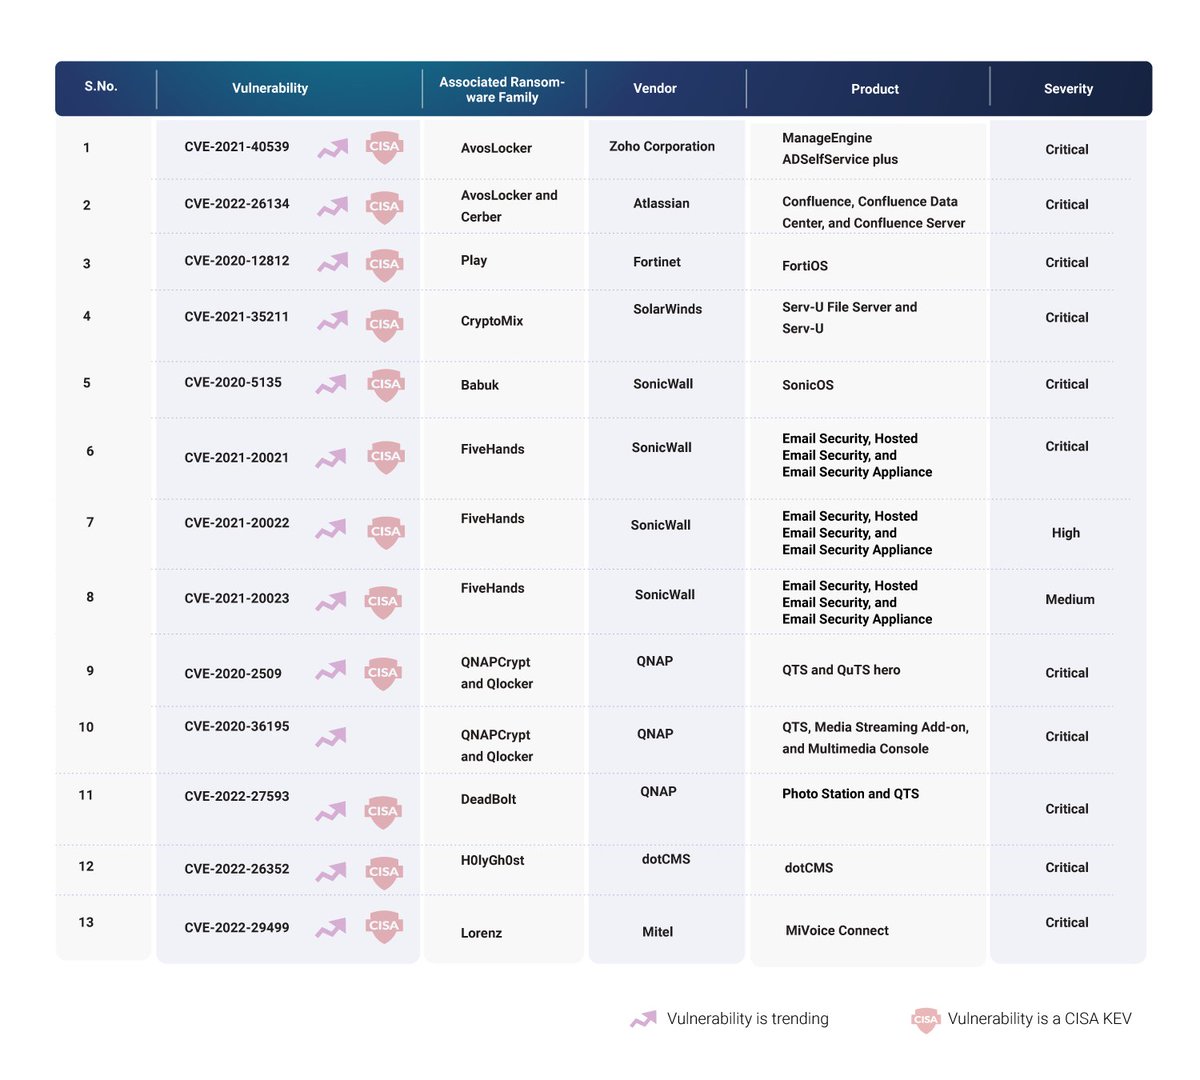 S.No.
Vulnerability
Associated Ransom-
ware Family
Vendor
Product
Severity
1
CVE-2021-40539
CISA
AvosLocker
Zoho Corporation
ManageEngine
ADSelfService plus
Critical
2
CVE-2022-26134
CISA
AvosLocker and
Cerber
Atlassian
Confluence, Confluence Data
Center, and Confluence Server
Critical
3
CVE-2020-12812
CISA
Play
Fortinet
FortiOS
Critical
4
CVE-2021-35211
CISA
CryptoMix
SolarWinds
Serv-U File Server and
Serv-U
Critical
5
CVE-2020-5135
CISA
Babuk
SonicWall
SonicOS
Critical
6
CVE-2021-20021
CISA
FiveHands
SonicWall
Email Security, Hosted
Email Security, and
Email Security Appliance
Critical
7
CVE-2021-20022
CISA
FiveHands
SonicWall
Email Security, Hosted
Email Security, and
Email Security Appliance
High
8
CVE-2021-20023
CISA
FiveHands
SonicWall
Email Security, Hosted
Email Security, and
Email Security Appliance
Medium
9
CVE-2020-2509
CISA
QNAPCrypt
and Qlocker
QNAP
QTS and QuTS hero
Critical
10
CVE-2020-36195
QNAPCrypt
and Qlocker
QNAP
QTS, Media Streaming Add-on,
and Multimedia Console
Critical
11
CVE-2022-27593
CISA
DeadBolt
QNAP
Photo Station and QTS
Critical
12
CVE-2022-26352
CISA
H0lyGh0st
dotCMS
dotCMS
Critical
13
CVE-2022-29499
CISA
Lorenz
Mitel
MiVoice Connect
Critical
Vulnerability is trending
CISA
Vulnerability is a CISA KEV